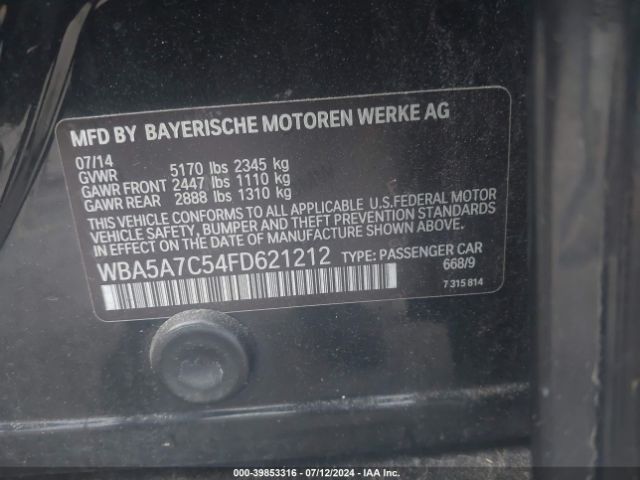 MFD BY BAYERISCHE MOTOREN WERKE AG
07/14
GVWR 5170 lbs 2345 kg
GAWR FRONT 2447 lbs 1110 kg
GAWR REAR 2888 lbs 1310 kg
THIS VEHICLE CONFORMS TO ALL APPLICABLE U.S.FEDERAL MOTOR
VEHICLE SAFETY, BUMPER AND THEFT PREVENTION STANDARDS
IN EFFECT ON THE DATE OF MANUFACTURE SHOWN ABOVE.
WBA5A7C54FD621212 TYPE: PASSENGER CAR
668/9
7 315 814
000-39853316 - 07/12/2024 - IAA Inc.